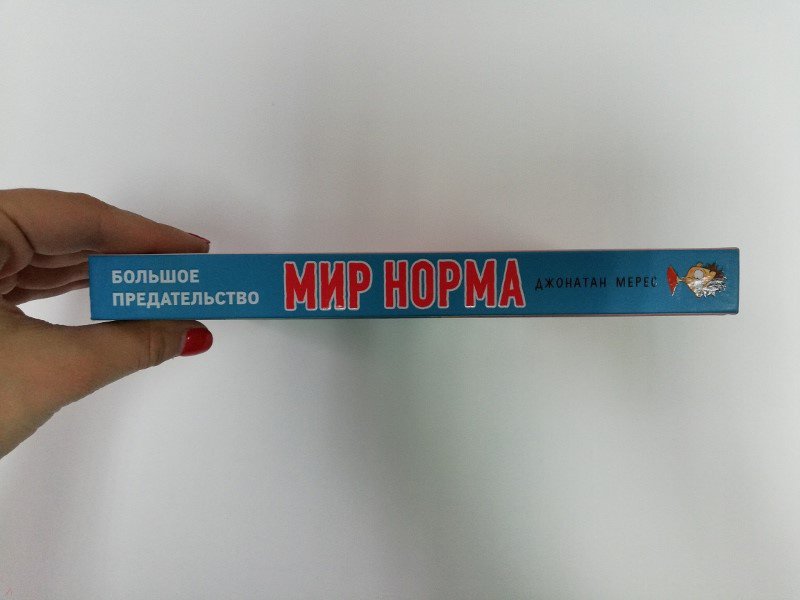 БОЛЬШОЕ
ПРЕДАТЕЛЬСТВО
МИР НОРМА
ДЖОНАТАН МЕРЕС